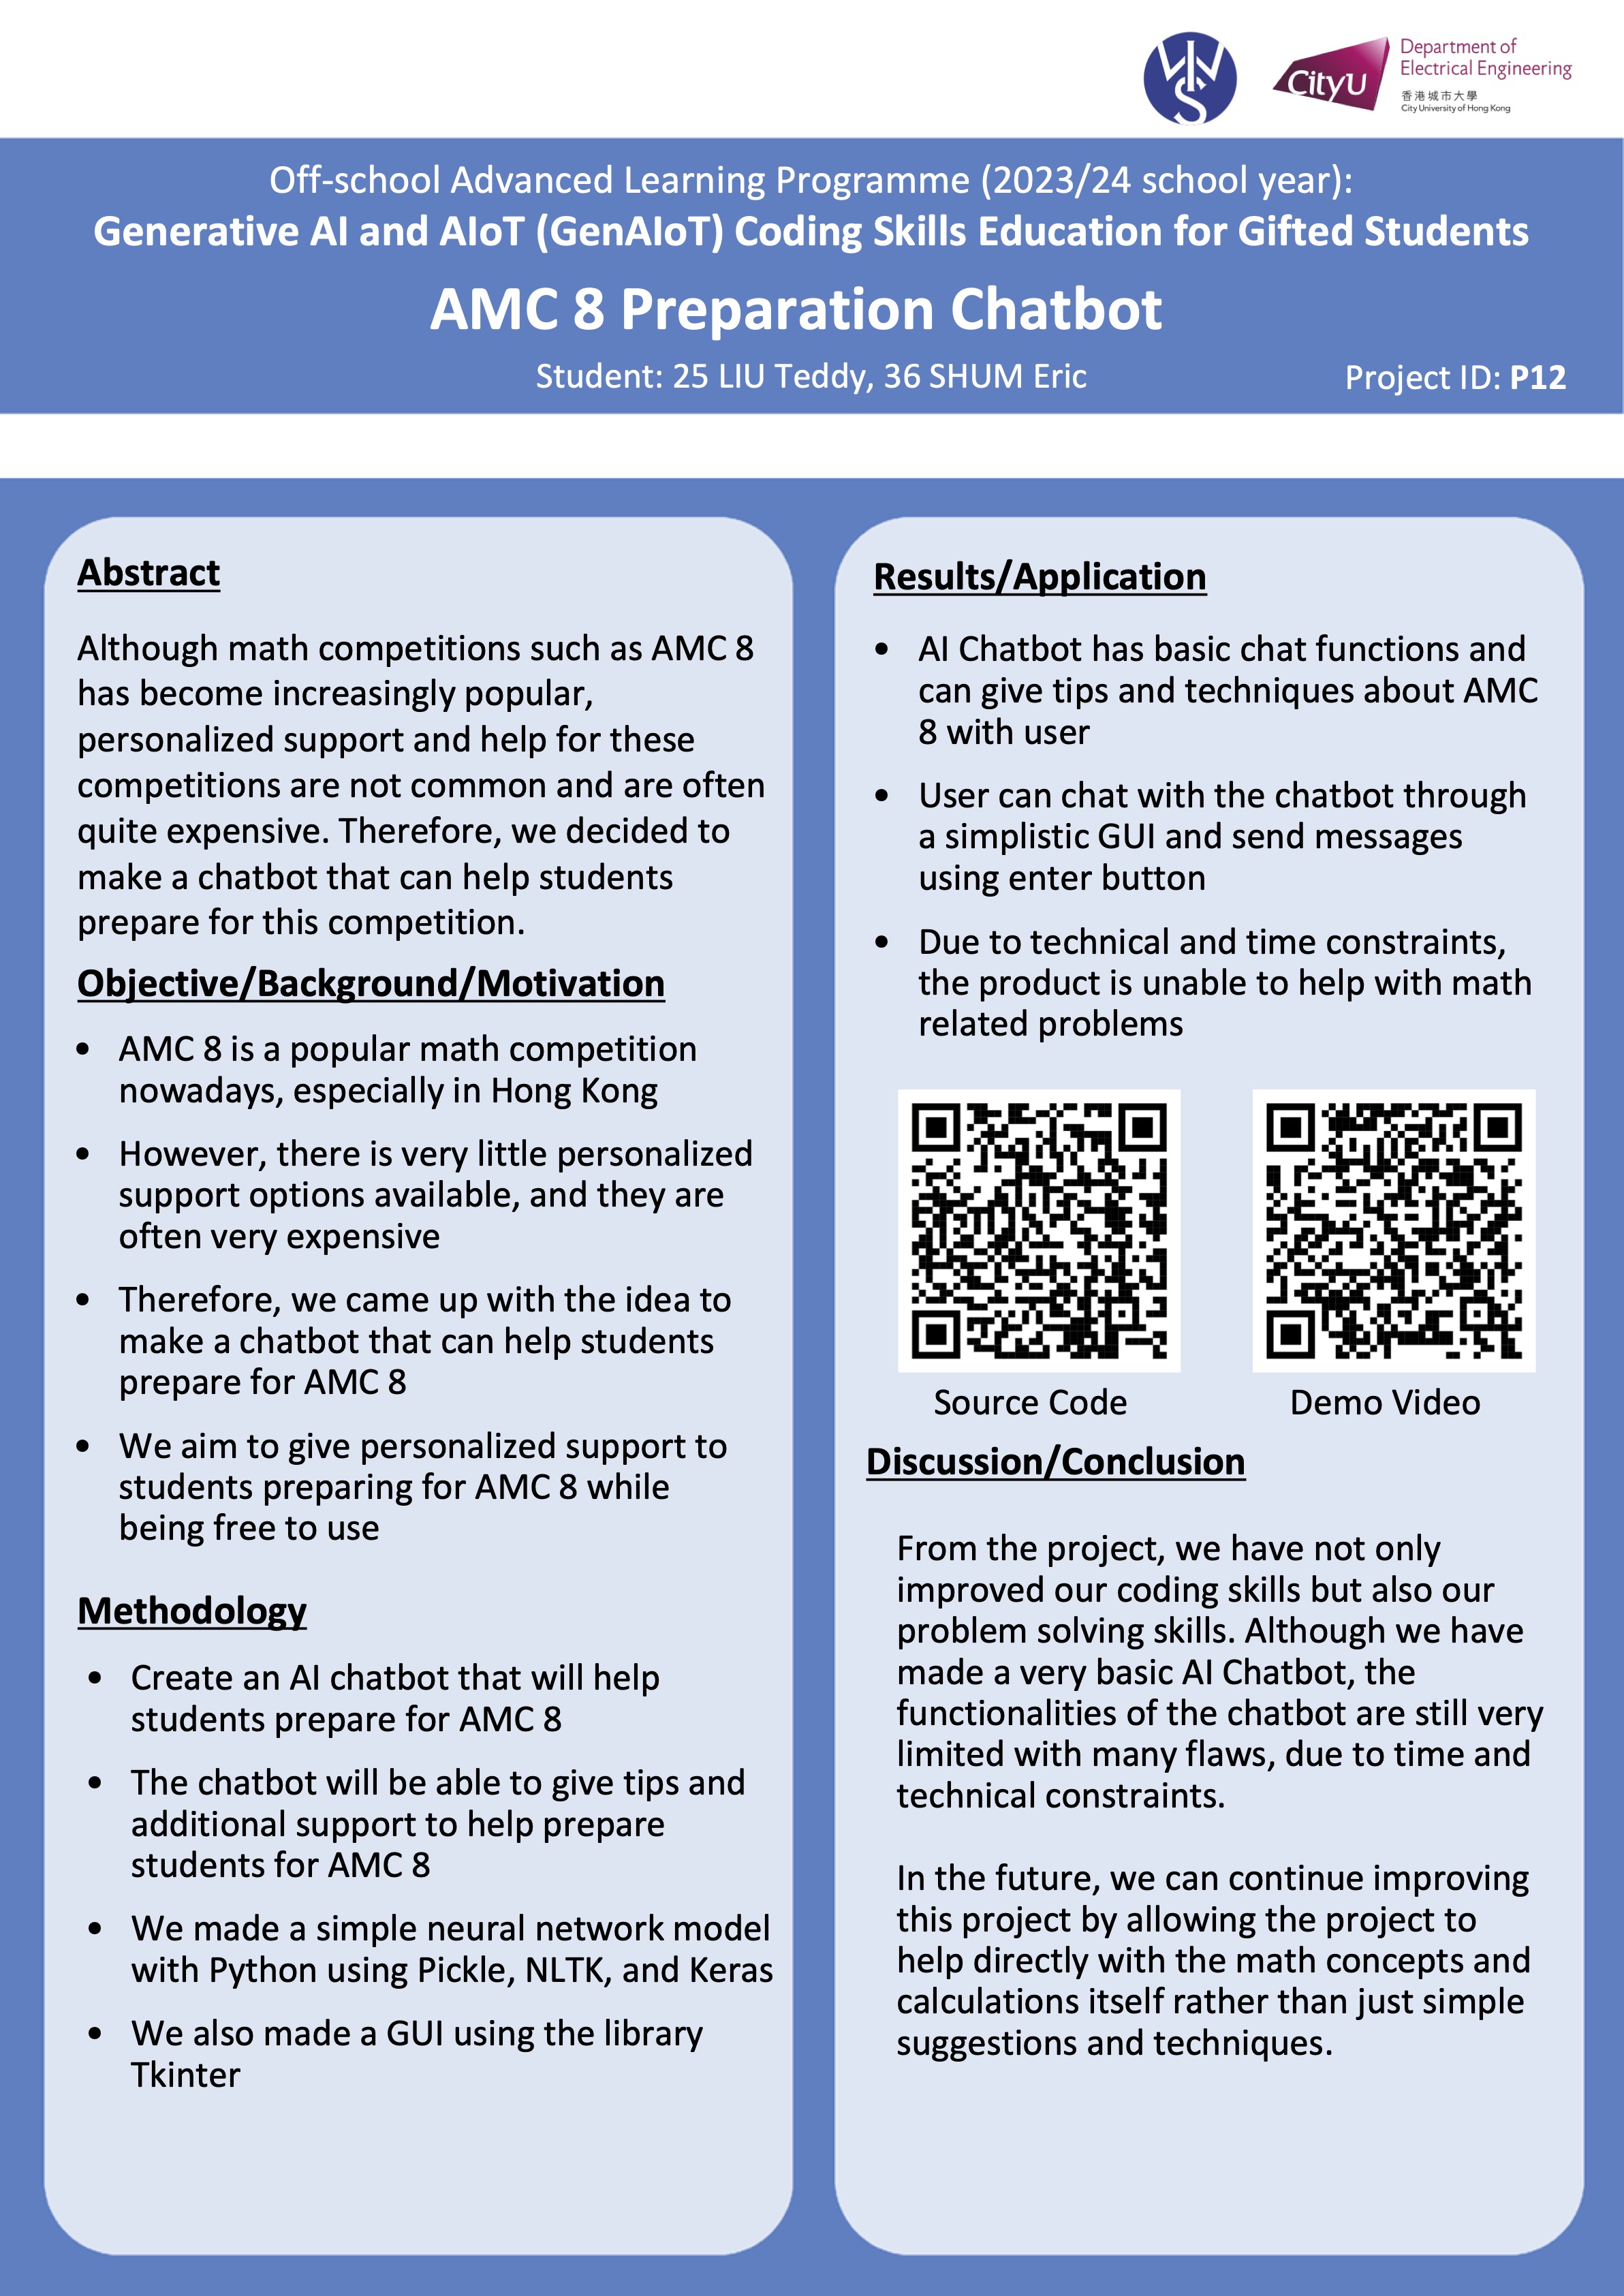 WINS
CityU
Department of
Electrical Engineering
香港城市大學
City University of Hong Kong
Off-school Advanced Learning Programme (2023/24 school year):
Generative AI and AIoT (GenAIoT) Coding Skills Education for Gifted Students
AMC 8 Preparation Chatbot
Student: 25 LIU Teddy, 36 SHUM Eric
Project ID: P12
Abstract
Although math competitions such as AMC 8
has become increasingly popular,
personalized support and help for these
competitions are not common and are often
quite expensive. Therefore, we decided to
make a chatbot that can help students
prepare for this competition.
Objective/Background/Motivation
• AMC 8 is a popular math competition
nowadays, especially in Hong Kong
• However, there is very little personalized
support options available, and they are
often very expensive
• Therefore, we came up with the idea to
make a chatbot that can help students
prepare for AMC 8
• We aim to give personalized support to
students preparing for AMC 8 while
being free to use
Methodology
• Create an AI chatbot that will help
students prepare for AMC 8
• The chatbot will be able to give tips and
additional support to help prepare
students for AMC 8
• We made a simple neural network model
with Python using Pickle, NLTK, and Keras
• We also made a GUI using the library
Tkinter
Results/Application
• AI Chatbot has basic chat functions and
can give tips and techniques about AMC
8 with user
• User can chat with the chatbot through
a simplistic GUI and send messages
using enter button
• Due to technical and time constraints,
the product is unable to help with math
related problems
Source Code
Demo Video
Discussion/Conclusion
From the project, we have not only
improved our coding skills but also our
problem solving skills. Although we have
made a very basic AI Chatbot, the
functionalities of the chatbot are still very
limited with many flaws, due to time and
technical constraints.
In the future, we can continue improving
this project by allowing the project to
help directly with the math concepts and
calculations itself rather than just simple
suggestions and techniques.